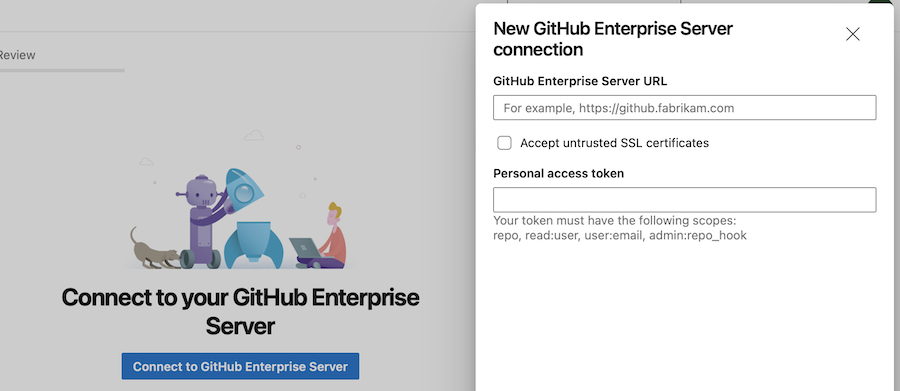 Review
Connect to your GitHub Enterprise
Server
Connect to GitHub Enterprise Server
New GitHub Enterprise Server
connection
GitHub Enterprise Server URL
For example, https://github.fabrikam.com
Accept untrusted SSL certificates
Personal access token
Your token must have the following scopes:
repo, read:user, user:email, admin:repo_hook